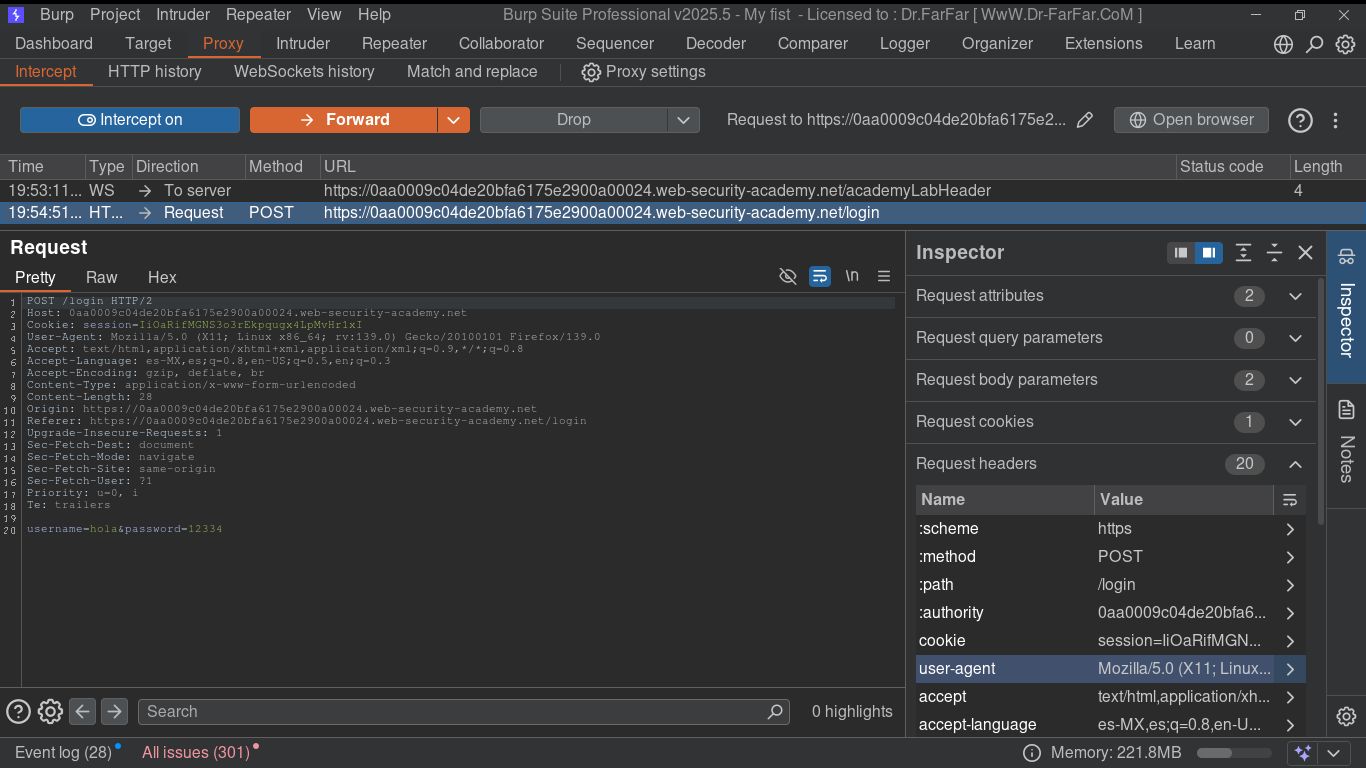 Burp Project Intruder Repeater View Help Burp Suite Professional v2025.5 - My fist - Licensed to : Dr.FarFar [ WwW.Dr-FarFar.CoM ]
Dashboard Target Proxy Intruder Repeater Collaborator Sequencer Decoder Comparer Logger Organizer Extensions Learn
Intercept HTTP history WebSockets history Match and replace Proxy settings
Intercept on Forward Drop Request to https://0aa0009c04de20bfa6175e2... Open browser
Time Type Direction Method URL Status code Length
19:53:11... WS To server https://0aa0009c04de20bfa6175e2900a00024.web-security-academy.net/academyLabHeader 4
19:54:51... HT... Request POST https://0aa0009c04de20bfa6175e2900a00024.web-security-academy.net/login
Request
Pretty Raw Hex \n
1 POST /login HTTP/2
2 Host: 0aa0009c04de20bfa6175e2900a00024.web-security-academy.net
3 Cookie: session=IiOaRifMGNS3o3rEkpqugx4LpMvHr1xI
4 User-Agent: Mozilla/5.0 (X11; Linux x86_64; rv:139.0) Gecko/20100101 Firefox/139.0
5 Accept: text/html,application/xhtml+xml,application/xml;q=0.9,*/*;q=0.8
6 Accept-Language: es-MX,es;q=0.8,en-US;q=0.5,en;q=0.3
7 Accept-Encoding: gzip, deflate, br
8 Content-Type: application/x-www-form-urlencoded
9 Content-Length: 28
10 Origin: https://0aa0009c04de20bfa6175e2900a00024.web-security-academy.net
11 Referer: https://0aa0009c04de20bfa6175e2900a00024.web-security-academy.net/login
12 Upgrade-Insecure-Requests: 1
13 Sec-Fetch-Dest: document
14 Sec-Fetch-Mode: navigate
15 Sec-Fetch-Site: same-origin
16 Sec-Fetch-User: ?1
17 Priority: u=0, i
18 Te: trailers
19
20 username=hola&password=12334
Search 0 highlights
Inspector
Request attributes 2
Request query parameters 0
Request body parameters 2
Request cookies 1
Request headers 20
Name Value
:scheme https
:method POST
:path /login
:authority 0aa0009c04de20bfa6...
cookie session=IiOaRifMGN...
user-agent Mozilla/5.0 (X11; Linux...
accept text/html,application/xh...
accept-language es-MX,es;q=0.8,en-U...
Inspector
Notes
Event log (28) All issues (301) Memory: 221.8MB